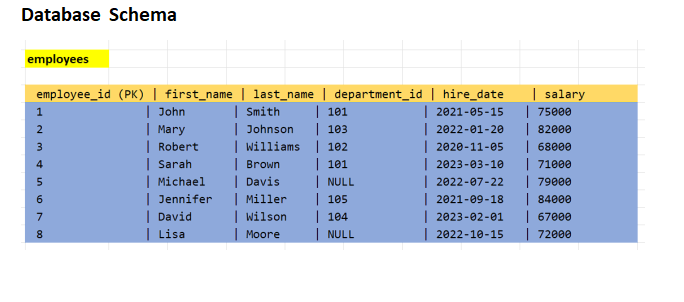 Database Schema
employees
employee_id (PK) | first_name | last_name | department_id | hire_date | salary
1 | John | Smith | 101 | 2021-05-15 | 75000
2 | Mary | Johnson | 103 | 2022-01-20 | 82000
3 | Robert | Williams | 102 | 2020-11-05 | 68000
4 | Sarah | Brown | 101 | 2023-03-10 | 71000
5 | Michael | Davis | NULL | 2022-07-22 | 79000
6 | Jennifer | Miller | 105 | 2021-09-18 | 84000
7 | David | Wilson | 104 | 2023-02-01 | 67000
8 | Lisa | Moore | NULL | 2022-10-15 | 72000